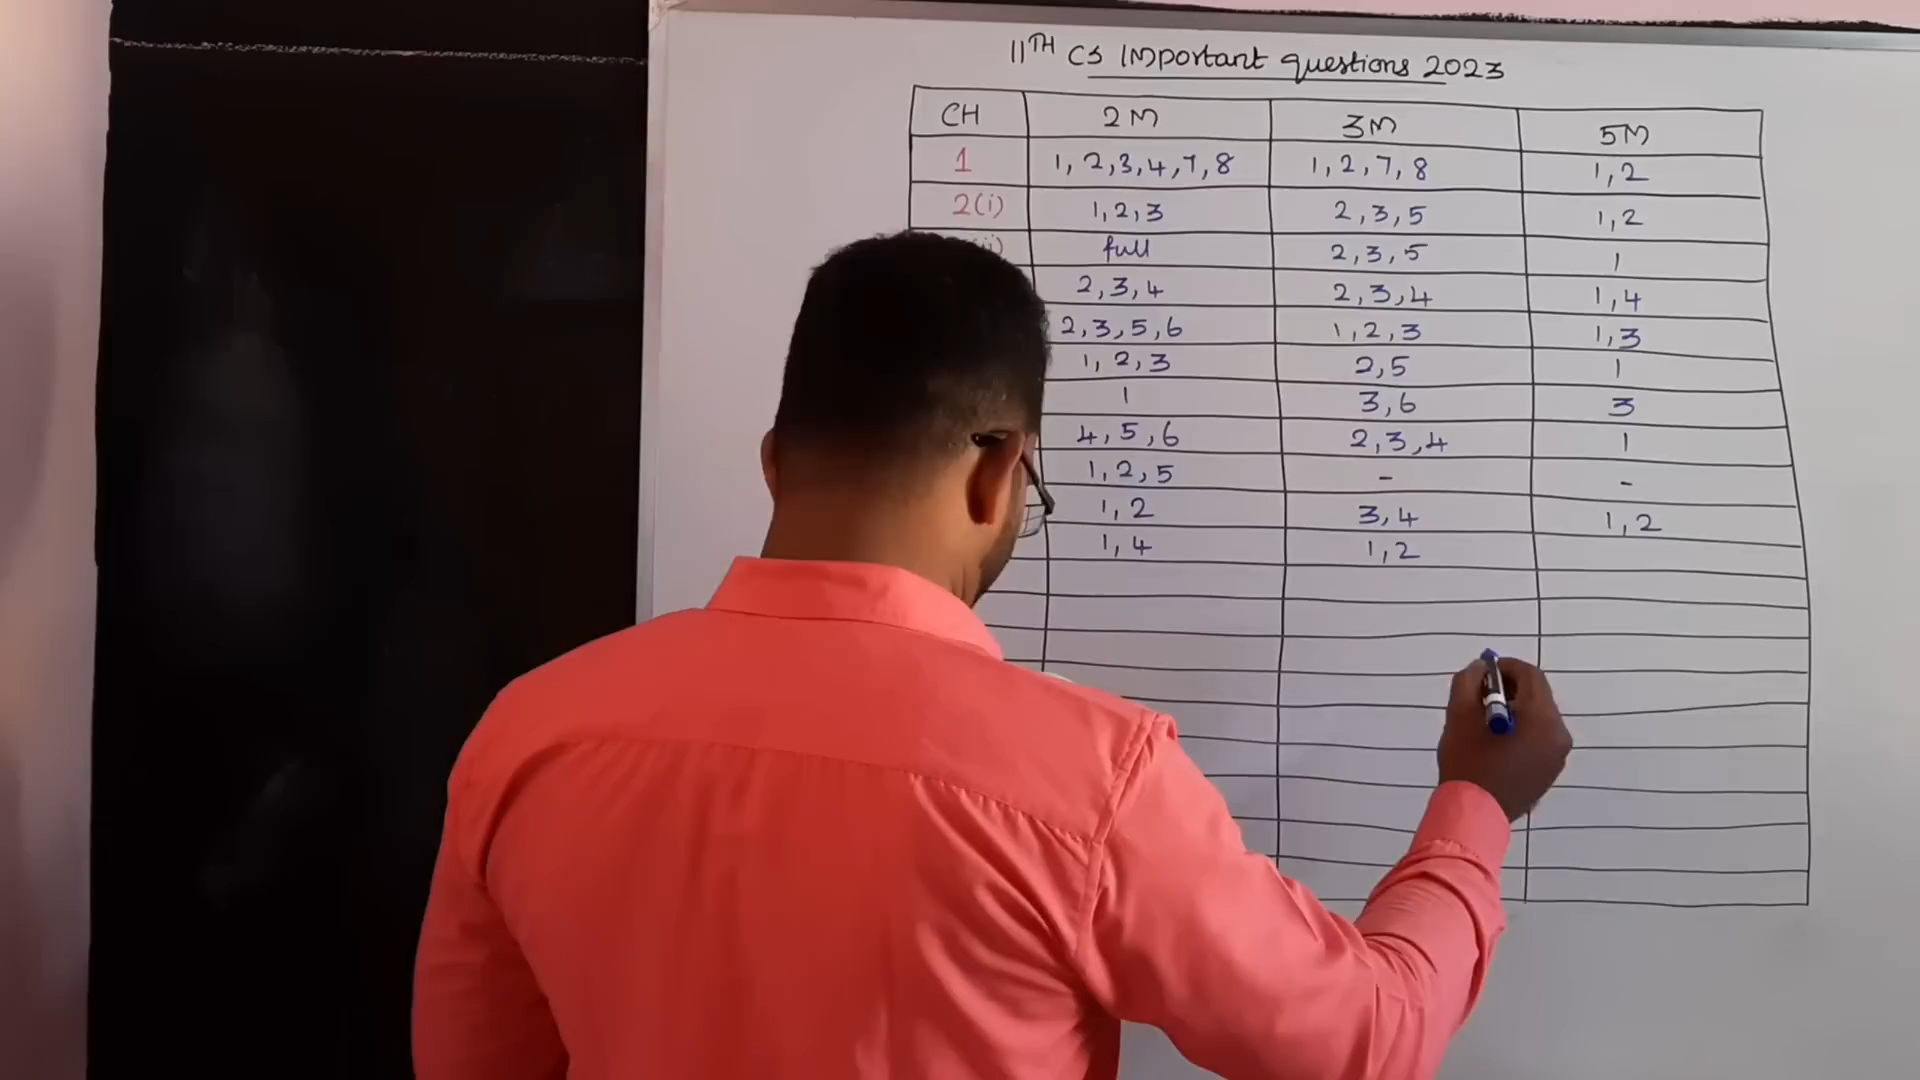 11TH CS Important questions 2023
CH 2M 3M 5M
1 1, 2,3,4,7,8 1,2,7,8 1,2
2(i) 1,2,3 2,3,5 1,2
full 2,3,5 1
2,3,4 2,3,4 1,4
2,3,5,6 1,2,3 1,3
1,2,3 2,5 1
1 3,6 3
4,5,6 2,3,4 1
1,2,5 - -
1,2 3,4 1,2
1,4 1,2